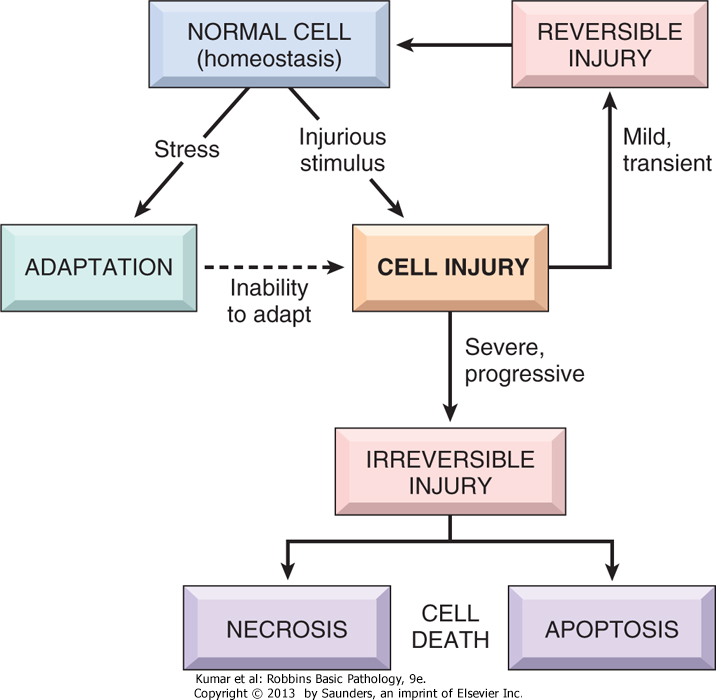 NORMAL CELL
(homeostasis)
REVERSIBLE
INJURY
Stress
Injurious
stimulus
Mild,
transient
ADAPTATION
Inability
to adapt
CELL INJURY
Severe,
progressive
IRREVERSIBLE
INJURY
NECROSIS
CELL
DEATH
APOPTOSIS
Kumar et al: Robbins Basic Pathology, 9e.
Copyright © 2013 by Saunders, an imprint of Elsevier Inc.